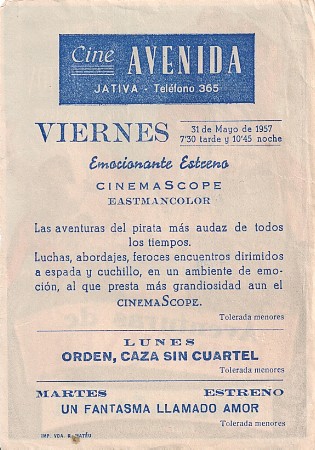 Cine AVENIDA
JATIVA - Teléfono 365
VIERNES
31 de Mayo de 1957
7'30 tarde y 10'45 noche
Emocionante Estreno
CINEMASCOPE
EASTMANCOLOR
Las aventuras del pirata más audaz de todos
los tiempos.
Luchas, abordajes, feroces encuentros dirimidos
a espada y cuchillo, en un ambiente de emo-
ción, al que presta más grandiosidad aun el
CINEMASCOPE.
Tolerada menores
LUNES
ORDEN, CAZA SIN CUARTEL
Tolerada menores
MARTES ESTRENO
UN FANTASMA LLAMADO AMOR
Tolerada menores
IMP. VDA. B. MATÉU